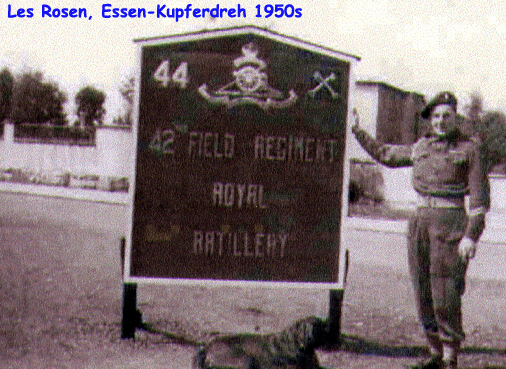 Les Rosen, Essen-Kupferdreh 1950s
44
42ND FIELD REGIMENT
ROYAL
ARTILLERY